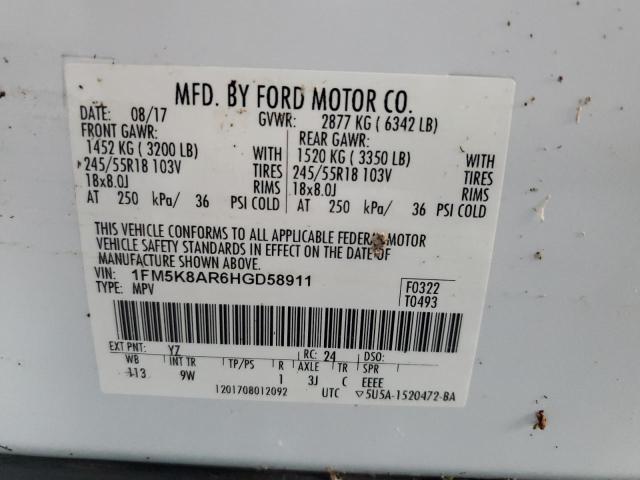 MFD. BY FORD MOTOR CO.
DATE: 08/17 GVWR: 2877 KG ( 6342 LB)
FRONT GAWR: REAR GAWR:
1452 KG ( 3200 LB) WITH 1520 KG ( 3350 LB) WITH
245/55R18 103V TIRES 245/55R18 103V TIRES
18x8.0J RIMS 18x8.0J RIMS
AT 250 kPa/ 36 PSI COLD AT 250 kPa/ 36 PSI COLD
THIS VEHICLE CONFORMS TO ALL APPLICABLE FEDERAL MOTOR
VEHICLE SAFETY STANDARDS IN EFFECT ON THE DATE OF
MANUFACTURE SHOWN ABOVE.
VIN: 1FM5K8AR6HGD58911 F0322
TYPE: MPV T0493
EXT PNT: YZ RC: 24 DSO:
WB INT TR TP/PS R AXLE TR SPR
113 9W 1 3J C EEEE
1201708012092 UTC ▽5U5A-1520472-BA